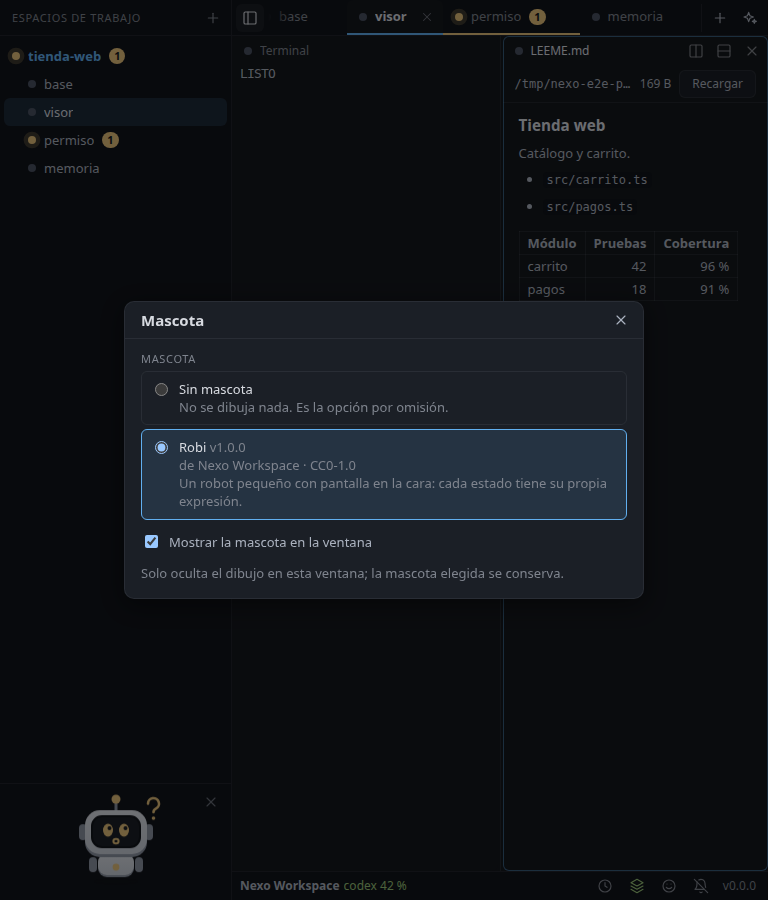 ESPACIOS DE TRABAJO
base
visor
permiso 1
memoria
tienda-web 1
base
visor
permiso 1
memoria
Terminal
LISTO
LEEME.md
/tmp/nexo-e2e-p… 169 B Recargar
Tienda web
Catálogo y carrito.
src/carrito.ts
src/pagos.ts
Módulo Pruebas Cobertura
carrito 42 96 %
pagos 18 91 %
Mascota
MASCOTA
Sin mascota
No se dibuja nada. Es la opción por omisión.
Robi v1.0.0
de Nexo Workspace · CC0-1.0
Un robot pequeño con pantalla en la cara: cada estado tiene su propia
expresión.
Mostrar la mascota en la ventana
Solo oculta el dibujo en esta ventana; la mascota elegida se conserva.
?
Nexo Workspace codex 42 % v0.0.0